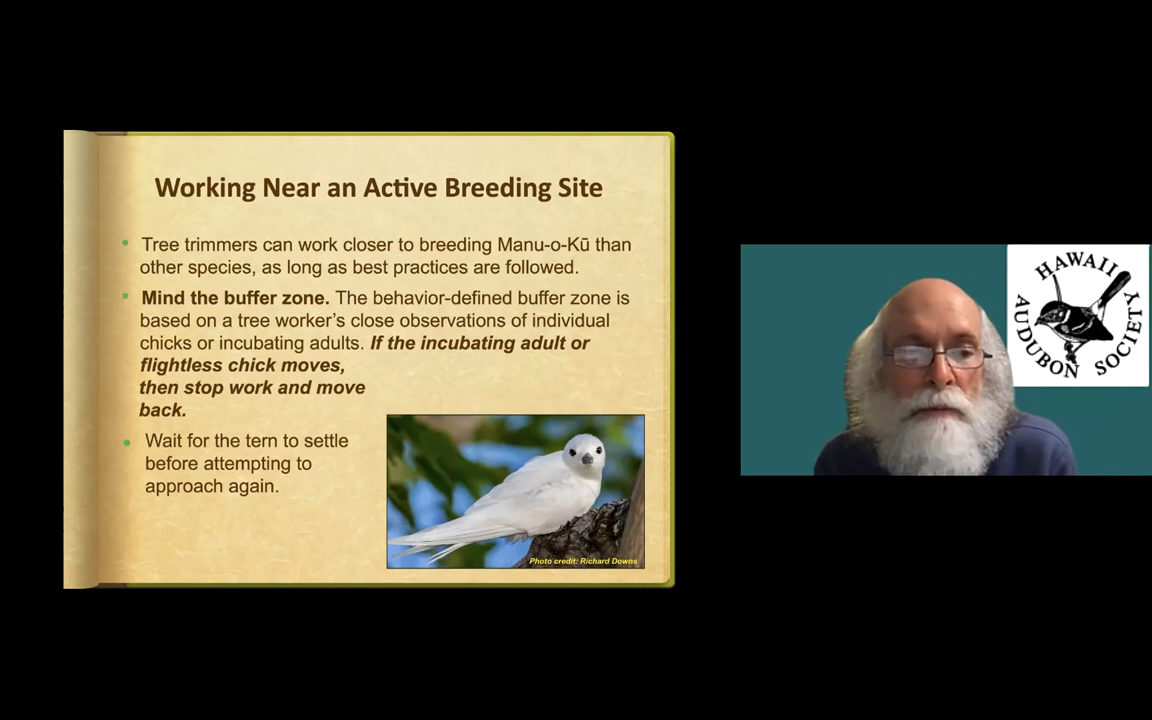 Working Near an Active Breeding Site
Tree trimmers can work closer to breeding Manu-o-Kū than
other species, as long as best practices are followed.
Mind the buffer zone. The behavior-defined buffer zone is
based on a tree worker’s close observations of individual
chicks or incubating adults. If the incubating adult or
flightless chick moves,
then stop work and move
back.
Wait for the tern to settle
before attempting to
approach again.
Photo credit: Richard Downs
HAWAII
AUDUBON SOCIETY